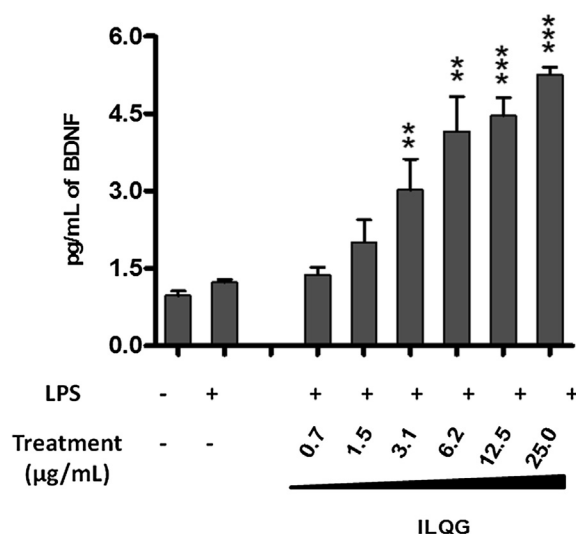 pg/mL of BDNF
6.0
4.5
3.0
1.5
0.0
** ** *** ***
LPS - + + + + + + +
Treatment - - 0.7 1.5 3.1 6.2 12.5 25.0
(µg/mL)
ILQG